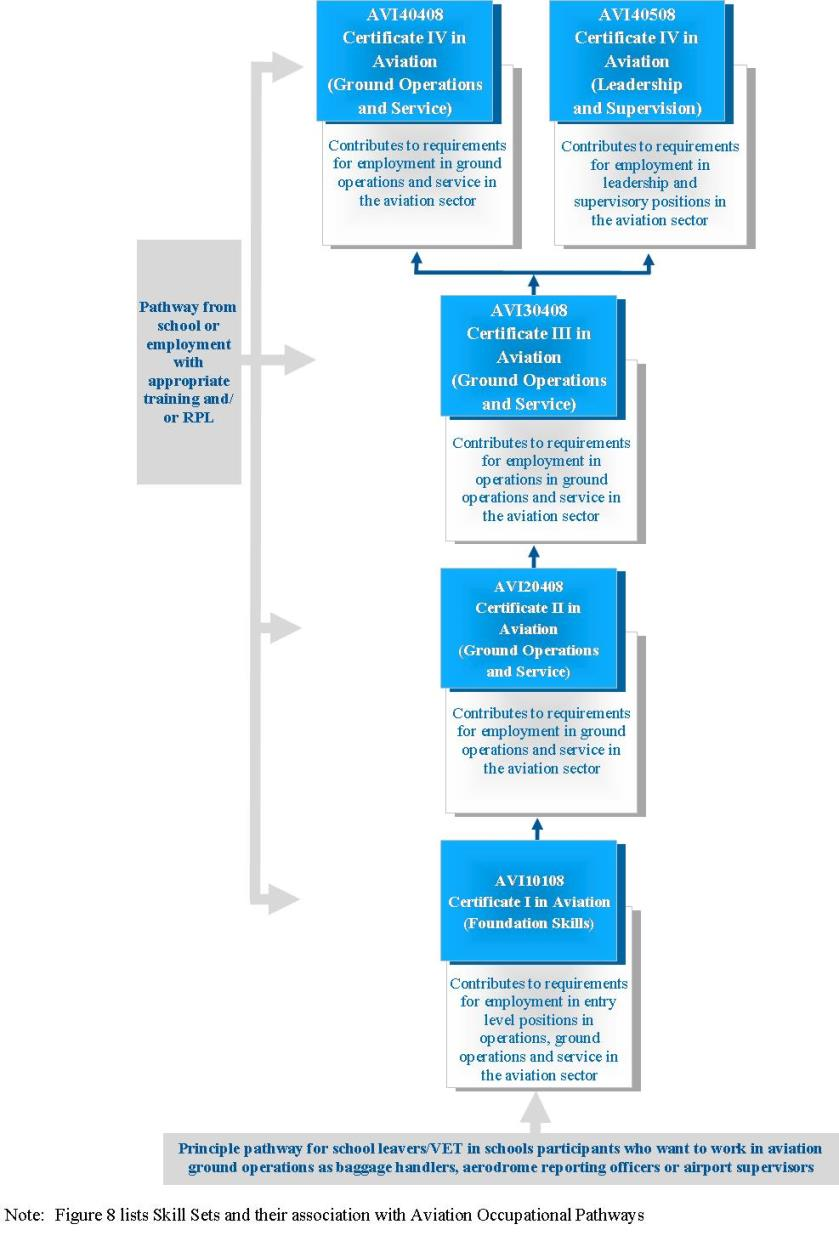 AVI40408
Certificate IV in
Aviation
(Ground Operations
and Service)
Contributes to requirements
for employment in ground
operations and service in
the aviation sector
AVI40508
Certificate IV in
Aviation
(Leadership
and Supervision)
Contributes to requirements
for employment in
leadership and
supervisory positions in
the aviation sector
Pathway from
school or
employment
with
appropriate
training and/
or RPL
AVI30408
Certificate III in
Aviation
(Ground Operations
and Service)
Contributes to requirements
for employment in
operations in ground
operations and service in
the aviation sector
AVI20408
Certificate II in
Aviation
(Ground Operations
and Service)
Contributes to requirements
for employment in ground
operations and service in
the aviation sector
AVI10108
Certificate I in Aviation
(Foundation Skills)
Contributes to requirements
for employment in entry
level positions in
operations, ground
operations and service in
the aviation sector
Principle pathway for school leavers/VET in schools participants who want to work in aviation
ground operations as baggage handlers, aerodrome reporting officers or airport supervisors
Note: Figure 8 lists Skill Sets and their association with Aviation Occupational Pathways